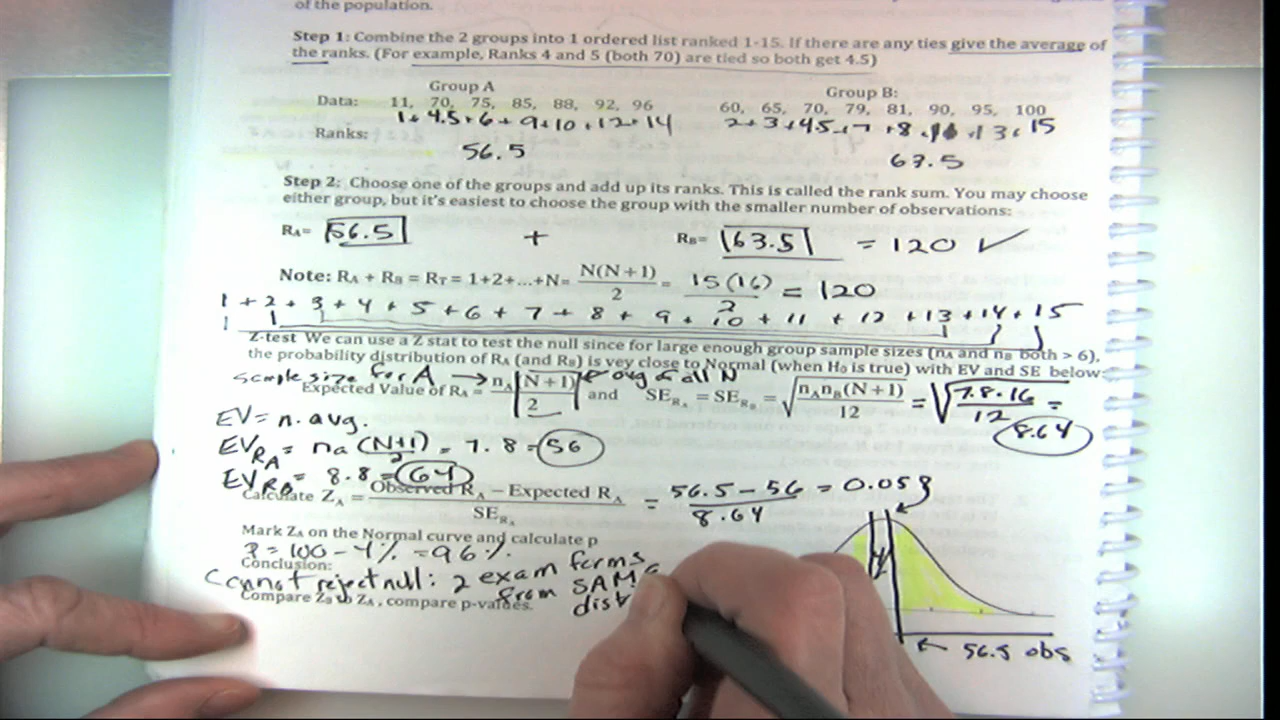 of the population.
Step 1: Combine the 2 groups into 1 ordered list ranked 1-15. If there are any ties give the average of
the ranks. (For example, Ranks 4 and 5 (both 70) are tied so both get 4.5)
Group A Group B:
Data: 11, 70, 75, 85, 88, 92, 96 60, 65, 70, 79, 81, 90, 95, 100
Ranks: 1 + 4.5 + 6 + 9 + 10 + 12 + 14 2 + 3 + 4.5 + 7 + 8 + 13 + 15
56.5 63.5
Step 2: Choose one of the groups and add up its ranks. This is called the rank sum. You may choose
either group, but it's easiest to choose the group with the smaller number of observations:
RA= 56.5 + RB= 63.5 = 120 ✓
Note: RA + RB = RT = 1+2+...+N= N(N+1)/2 = 15(16)/2 = 120
1 + 2 + 3 + 4 + 5 + 6 + 7 + 8 + 9 + 10 + 11 + 12 + 13 + 14 + 15
Z-test We can use a Z stat to test the null since for large enough group sample sizes (nA and nB both > 6),
the probability distribution of RA (and RB) is vey close to Normal (when H0 is true) with EV and SE below:
sample size for A → ← avg of all N
Expected Value of RA = nA (N+1)/2 and SERA = SERB = √nAnB(N+1)/12 = √7.8.16/12 = 8.64
EV = n. avg.
EVRA = na (N+1)/2 = 7.8 = 56
EVRB = 8.8 = 64
Calculate ZA = Observed RA − Expected RA / SERA = 56.5 - 56 / 8.64 = 0.058
Mark ZA on the Normal curve and calculate p
P = 100 - 4% = 96%.
Conclusion:
Cannot reject null: 2 exam forms
from SAME
Compare ZB to ZA, compare p-values.
dist
4
← 56.5 obs